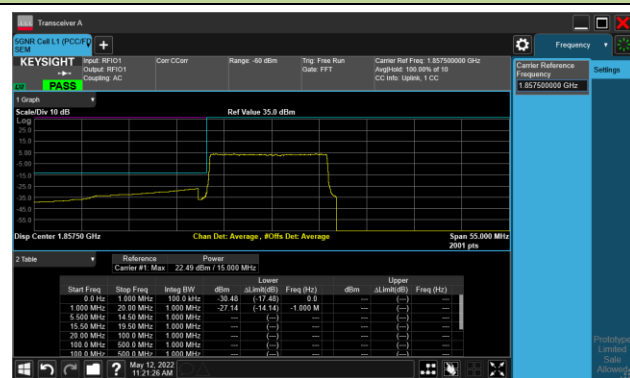 Transceiver A
5GNR Cell L1 (PCC/F
SEM
Frequency
KEYSIGHT
Input: RFIO1
Output: RFIO1
Coupling: AC
Corr CCorr
Range: -60 dBm
Trig: Free Run
Gate: FFT
Carrier Ref Freq: 1.857500000 GHz
Avg|Hold: 100.00% of 10
CC Info: Uplink, 1 CC
PASS
Carrier Reference
Frequency
1.857500000 GHz
Settings
1 Graph
Scale/Div 10 dB
Ref Value 35.0 dBm
Log
25.0
15.0
5.00
-5.00
-15.0
-25.0
-35.0
-45.0
-55.0
Disp Center 1.85750 GHz
Chan Det: Average , #Offs Det: Average
Span 55.000 MHz
2001 pts
2 Table
Reference Power
Carrier #1: Max 22.49 dBm / 15.000 MHz
Lower Upper
Start Freq Stop Freq Integ BW dBm ΔLimit(dB) Freq (Hz) dBm ΔLimit(dB) Freq (Hz)
0.0 Hz 1.000 MHz 100.0 kHz -30.48 (-17.48) 0.0 --- (---) ---
1.000 MHz 20.00 MHz 1.000 MHz -27.14 (-14.14) -1.000 M --- (---) ---
5.500 MHz 14.50 MHz 1.000 MHz --- (---) --- --- (---) ---
15.50 MHz 19.50 MHz 1.000 MHz --- (---) --- --- (---) ---
20.00 MHz 100.0 MHz 1.000 MHz --- (---) --- --- (---) ---
100.0 MHz 500.0 MHz 1.000 MHz --- (---) --- --- (---) ---
100.0 MHz 500.0 MHz 1.000 MHz --- (---) --- --- (---) ---
Prototype
Limited
Sale
Allowed
May 12, 2022
11:21:26 AM